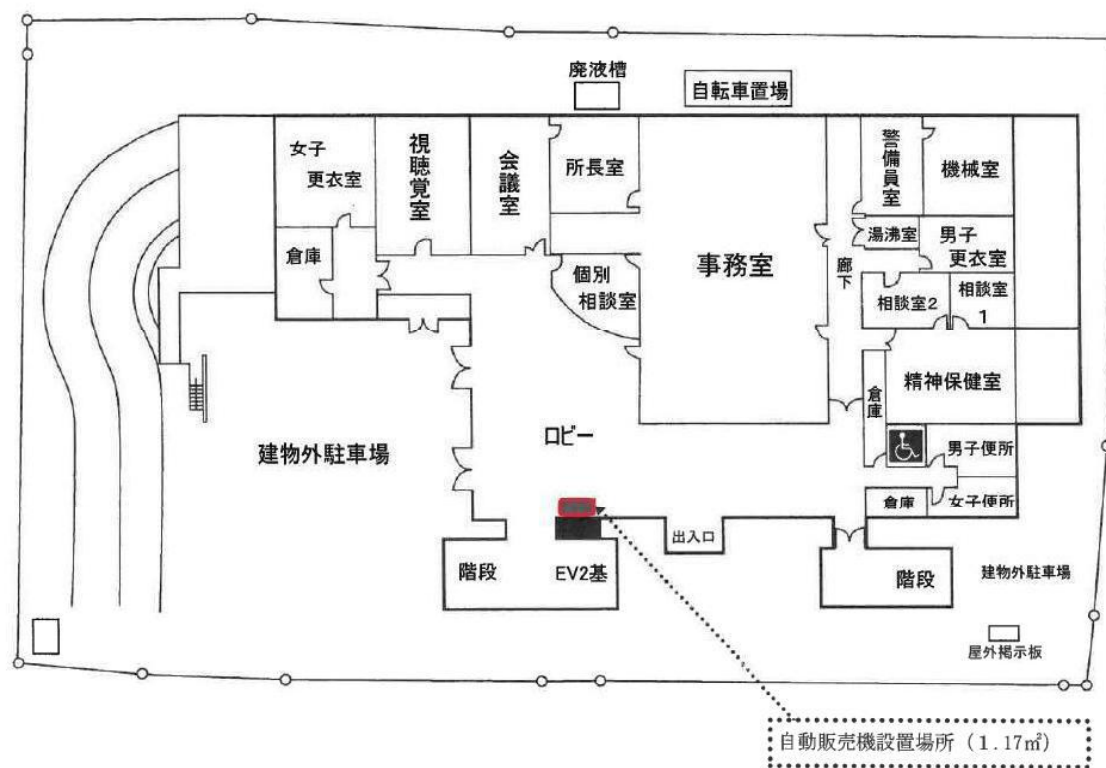 廃液槽
自転車置場
女子
更衣室
視聴覚室
会議室
所長室
事務室
廊下
警備員室
機械室
湯沸室
男子
更衣室
倉庫
個別
相談室
相談室2
相談室
1
精神保健室
倉庫
建物外駐車場
ロビー
男子便所
倉庫
女子便所
出入口
階段
EV2基
階段
建物外駐車場
屋外掲示板
自動販売機設置場所（1.17㎡）